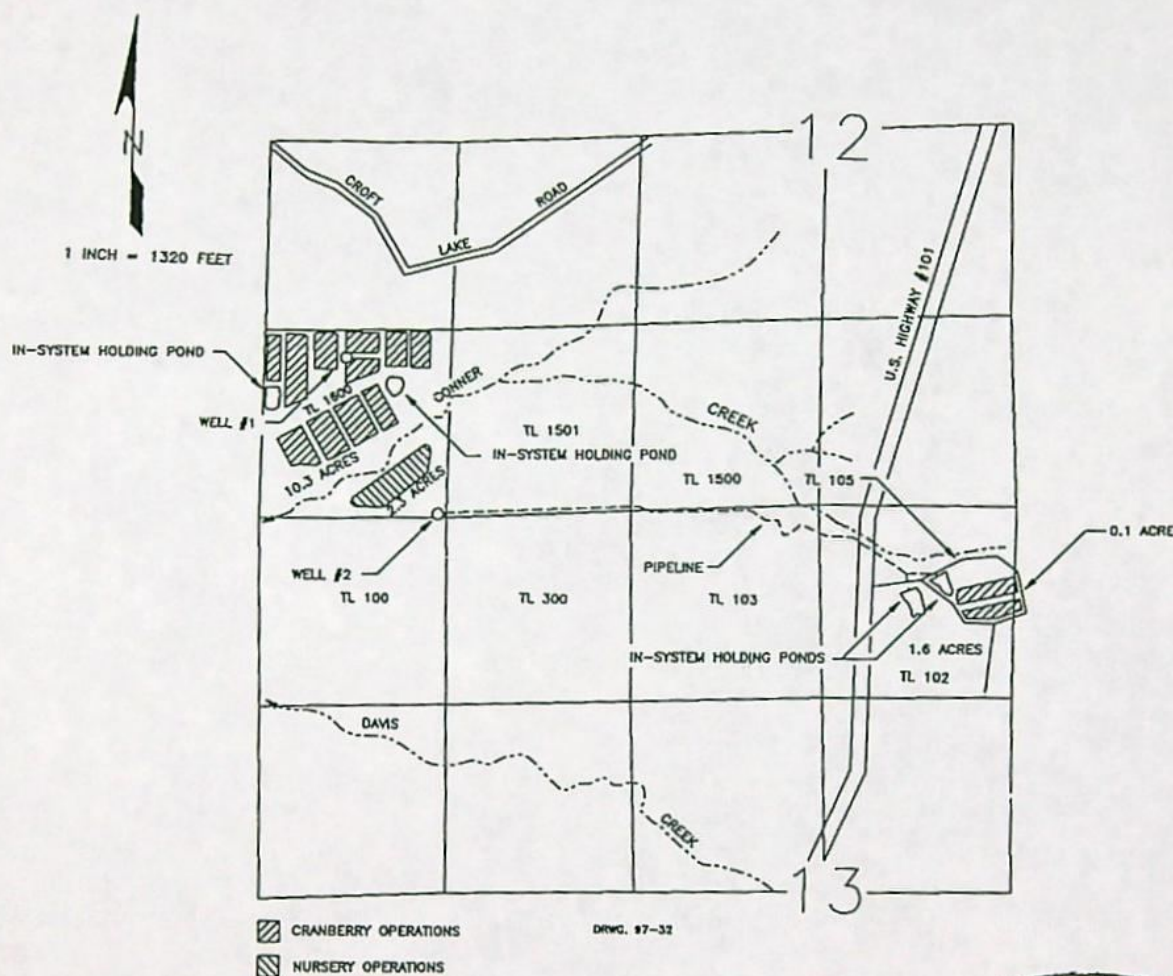 12
N
CROFT
LAKE
ROAD
1 INCH = 1320 FEET
U.S. HIGHWAY #101
IN-SYSTEM HOLDING POND
WELL #1
TL 1600
CONNER
CREEK
TL 1501
IN-SYSTEM HOLDING POND
10.3 ACRES
TL 1500
TL 105
0.1 ACRE
WELL #2
PIPELINE
TL 100
TL 300
TL 103
IN-SYSTEM HOLDING PONDS
1.6 ACRES
TL 102
DAVIS
CREEK
13
CRANBERRY OPERATIONS
DRWG. 97-32
NURSERY OPERATIONS